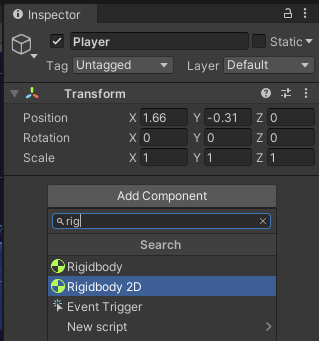 Inspector
Player Static
Tag Untagged Layer Default
Transform
Position X 1.66 Y -0.31 Z 0
Rotation X 0 Y 0 Z 0
Scale X 1 Y 1 Z 1
Add Component
rig
Search
Rigidbody
Rigidbody 2D
Event Trigger
New script